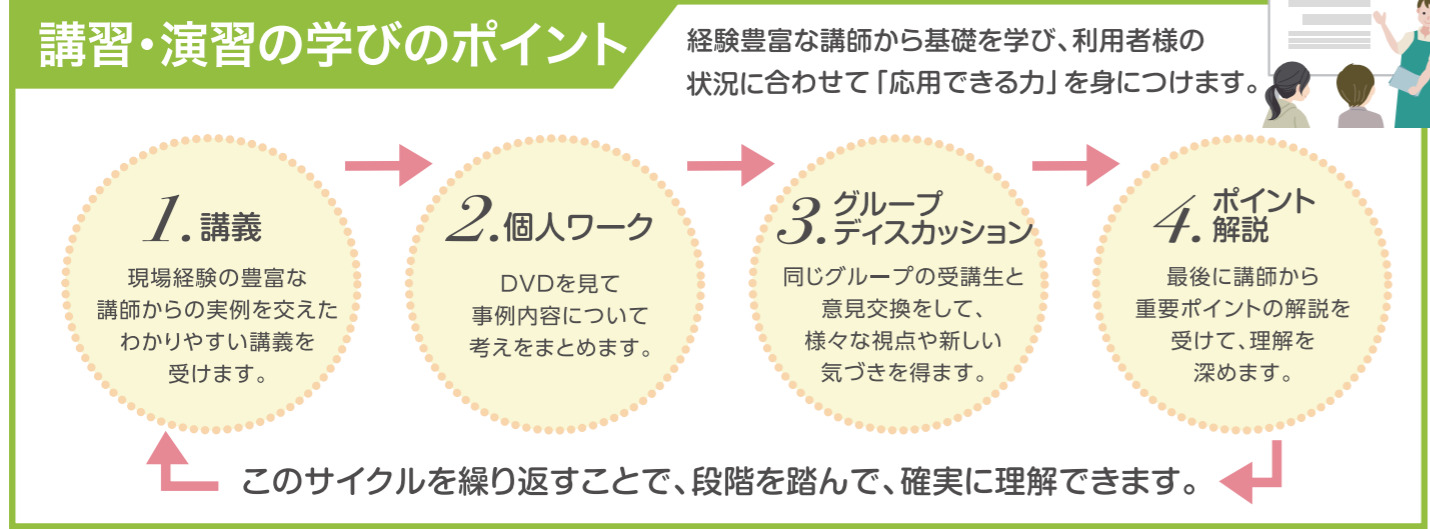 講習・演習の学びのポイント
経験豊富な講師から基礎を学び、利用者様の
状況に合わせて「応用できる力」を身につけます。
1.講義
現場経験の豊富な
講師からの実例を交えた
わかりやすい講義を
受けます。
2.個人ワーク
DVDを見て
事例内容について
考えをまとめます。
3.グループ
ディスカッション
同じグループの受講生と
意見交換をして、
様々な視点や新しい
気づきを得ます。
4.ポイント
解説
最後に講師から
重要ポイントの解説を
受けて、理解を
深めます。
このサイクルを繰り返すことで、段階を踏んで、確実に理解できます。